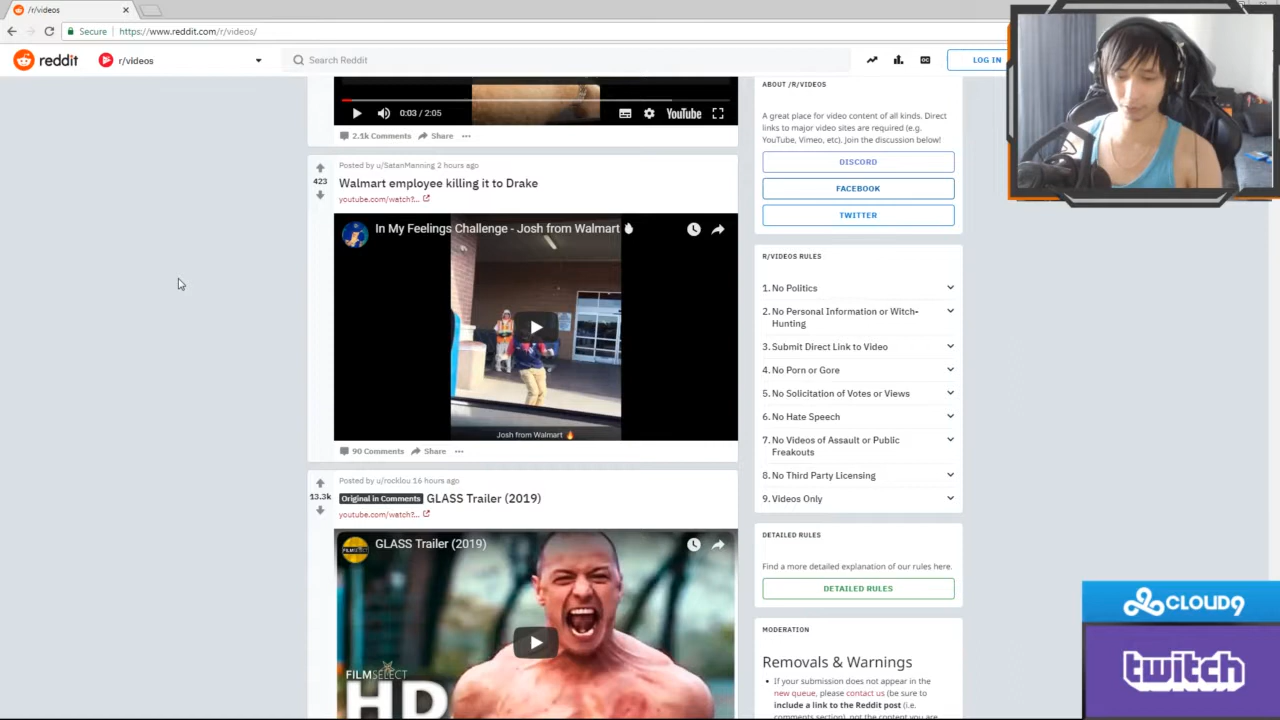 /r/videos
Secure
https://www.reddit.com/r/videos/
reddit
r/videos
Search Reddit
LOG IN
0:03 / 2:05
YouTube
2.1k Comments
Share
Posted by u/SatanManning 2 hours ago
423
Walmart employee killing it to Drake
youtube.com/watch?...
In My Feelings Challenge - Josh from Walmart
Josh from Walmart
90 Comments
Share
Posted by u/rocklou 16 hours ago
13.3k
Original in Comments GLASS Trailer (2019)
youtube.com/watch?...
FILMSELECT
GLASS Trailer (2019)
FILMSELECT
HD
ABOUT /R/VIDEOS
A great place for video content of all kinds. Direct
links to major video sites are required (e.g.
YouTube, Vimeo, etc). Join the discussion below!
DISCORD
FACEBOOK
TWITTER
R/VIDEOS RULES
1. No Politics
2. No Personal Information or Witch-
Hunting
3. Submit Direct Link to Video
4. No Porn or Gore
5. No Solicitation of Votes or Views
6. No Hate Speech
7. No Videos of Assault or Public
Freakouts
8. No Third Party Licensing
9. Videos Only
DETAILED RULES
Find a more detailed explanation of our rules here.
DETAILED RULES
MODERATION
Removals & Warnings
If your submission does not appear in the
new queue, please contact us (be sure to
include a link to the Reddit post (i.e.
comments section), not the content you are
CLOUD9
twitch